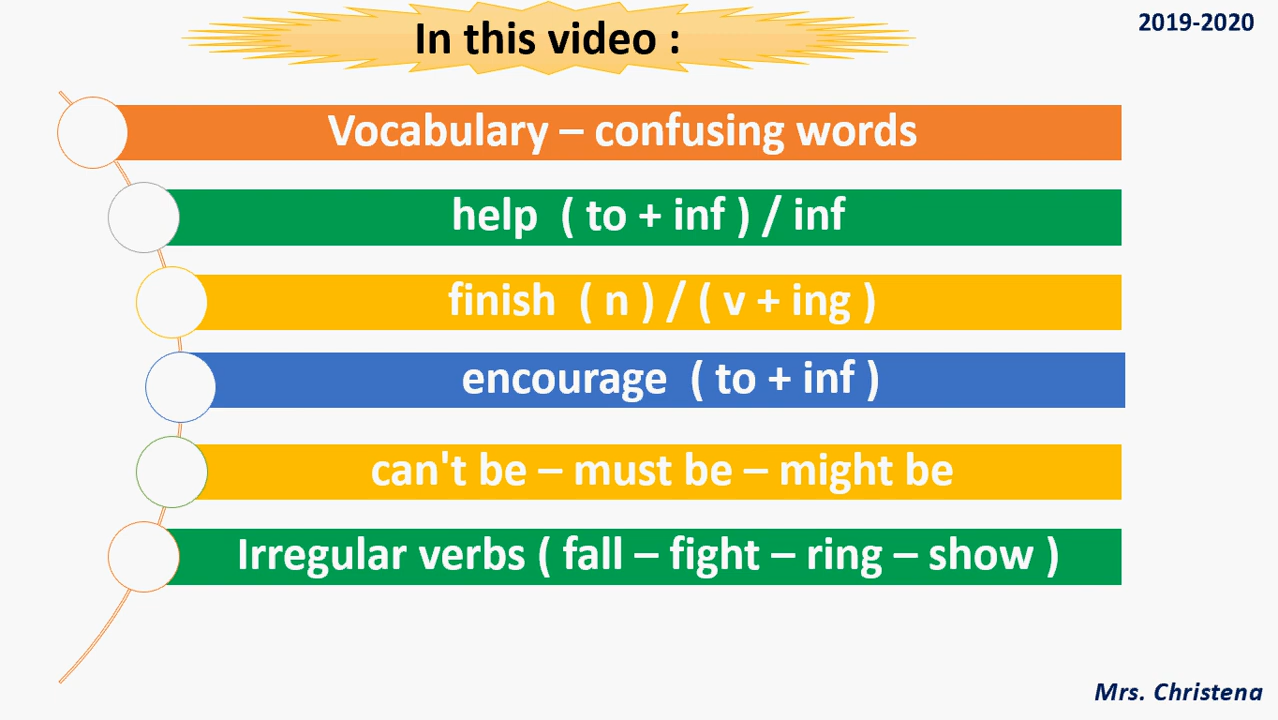 In this video :
2019-2020
Vocabulary – confusing words
help ( to + inf ) / inf
finish ( n ) / ( v + ing )
encourage ( to + inf )
can't be – must be – might be
Irregular verbs ( fall – fight – ring – show )
Mrs. Christena